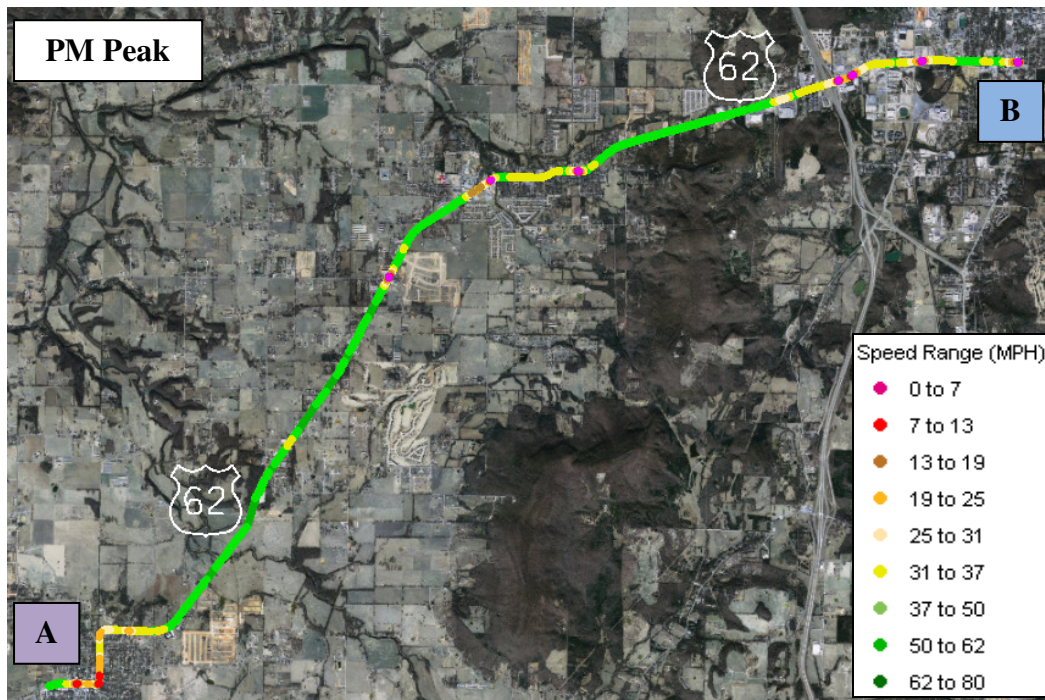 PM Peak
62
B
62
A
Speed Range (MPH)
0 to 7
7 to 13
13 to 19
19 to 25
25 to 31
31 to 37
37 to 50
50 to 62
62 to 80